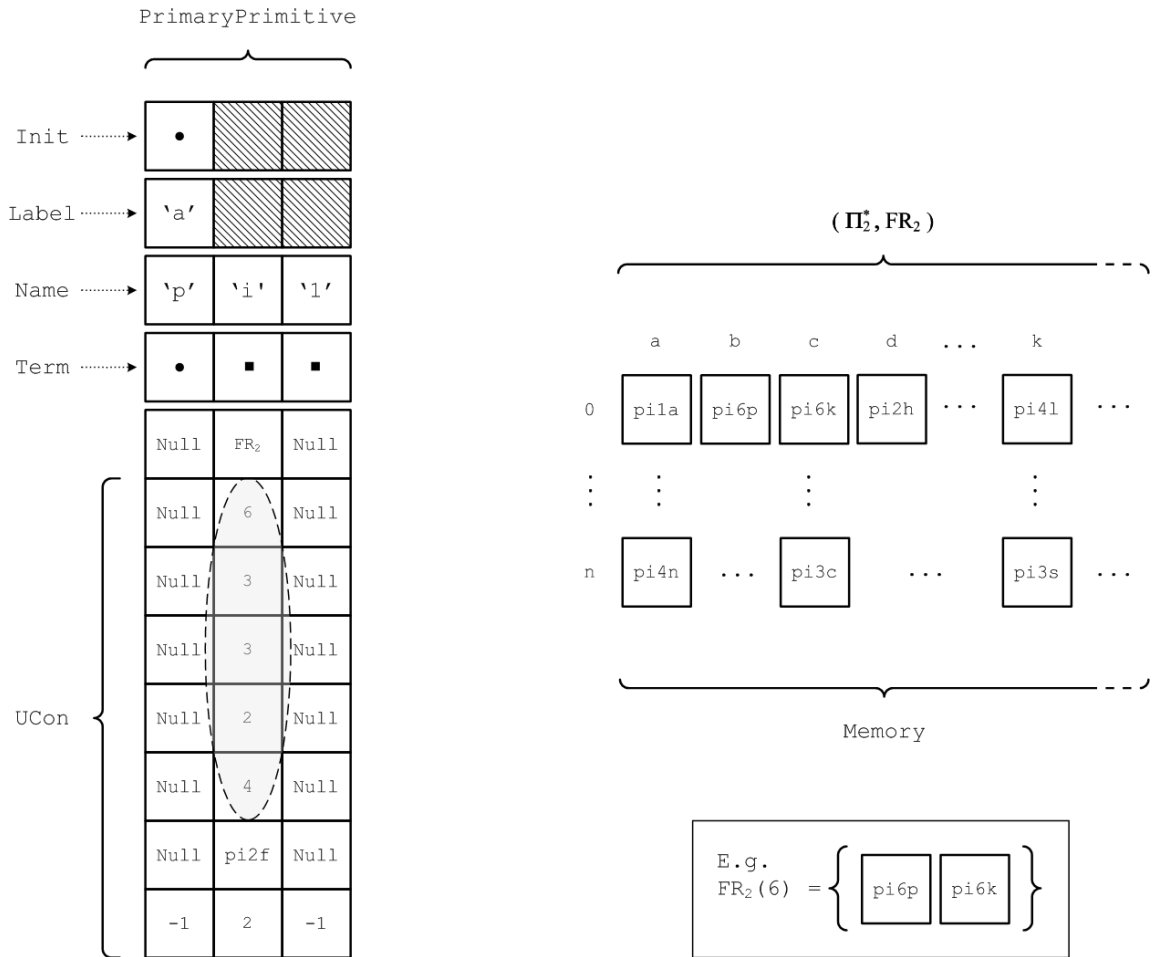 PrimaryPrimitive
Init
Label ‘a’
Name ‘p’ ‘i' ‘1’
Term
Null FR₂ Null
Null 6 Null
Null 3 Null
Null 3 Null
UCon Null 2 Null
Null 4 Null
Null pi2f Null
-1 2 -1
( Π₂*, FR₂ )
a b c d ... k
0 pi1a pi6p pi6k pi2h ... pi4l ...
n pi4n ... pi3c ... pi3s ...
Memory
E.g.
FR₂(6) = { pi6p pi6k }